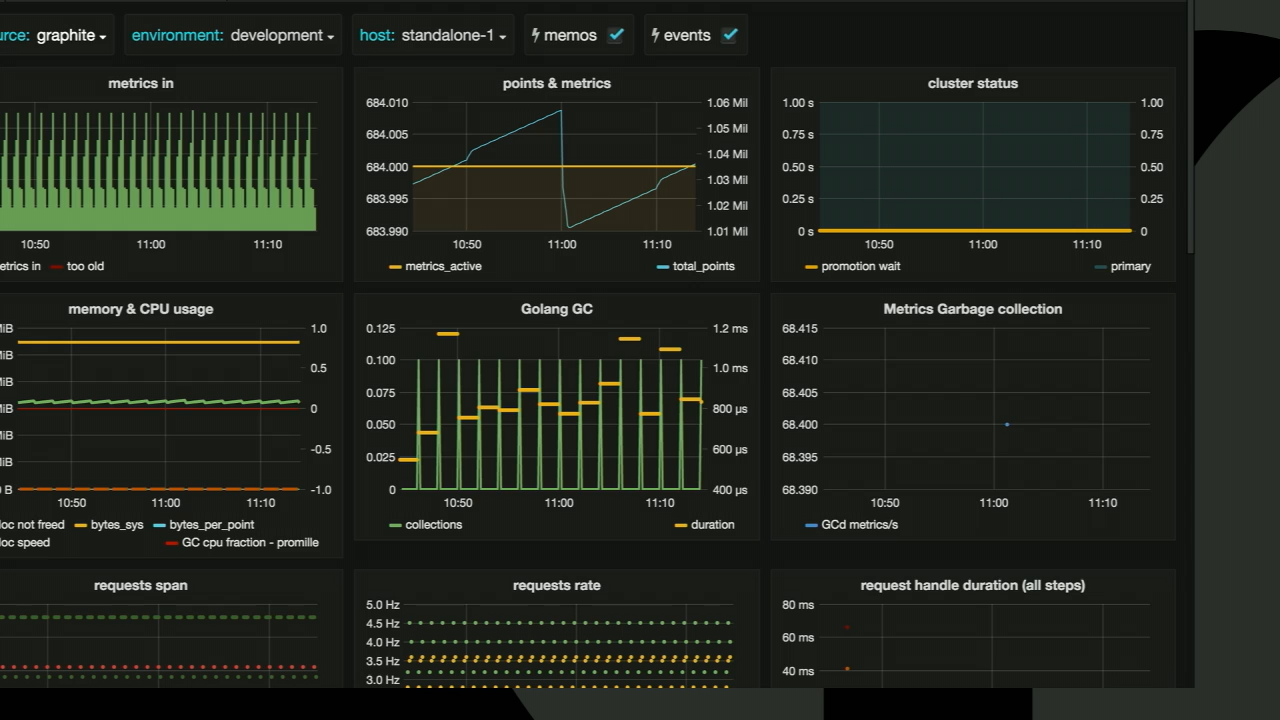 urce: graphite environment: development host: standalone-1 memos events
metrics in
10:50 11:00 11:10
etrics in too old
points & metrics
684.010 1.06 Mil
684.005 1.05 Mil
684.000 1.04 Mil
1.03 Mil
683.995 1.02 Mil
683.990 1.01 Mil
10:50 11:00 11:10
metrics_active total_points
cluster status
1.00 s 1.00
0.75 s 0.75
0.50 s 0.50
0.25 s 0.25
0 s 0
10:50 11:00 11:10
promotion wait primary
memory & CPU usage
iB 1.0
iB
iB 0.5
iB 0
iB -0.5
iB
0 B -1.0
10:50 11:00 11:10
loc not freed bytes_sys bytes_per_point
loc speed GC cpu fraction - promille
Golang GC
0.125 1.2 ms
0.100 1.0 ms
0.075 800 µs
0.050 600 µs
0.025
0 400 µs
10:50 11:00 11:10
collections duration
Metrics Garbage collection
68.415
68.410
68.405
68.400
68.395
68.390
10:50 11:00 11:10
GCd metrics/s
requests span
requests rate
5.0 Hz
4.5 Hz
4.0 Hz
3.5 Hz
3.0 Hz
request handle duration (all steps)
80 ms
60 ms
40 ms